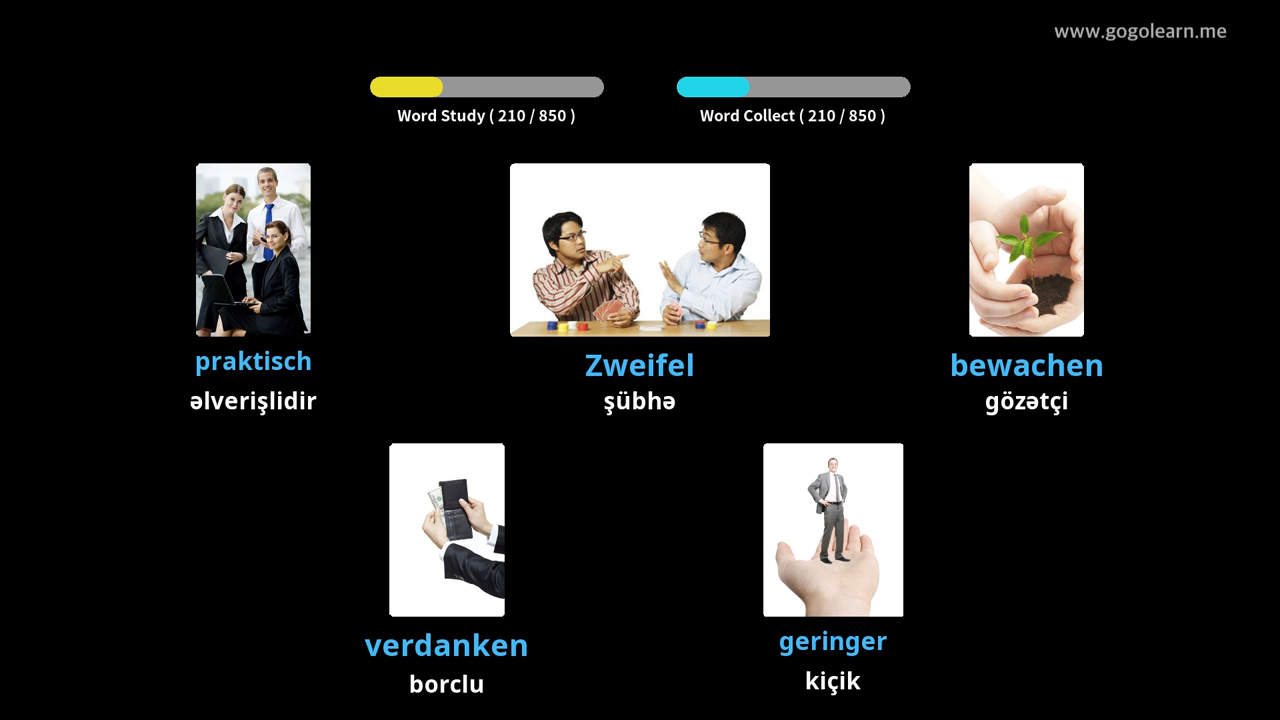 www.gogolearn.me
Word Study ( 210 / 850 )
Word Collect ( 210 / 850 )
praktisch
əlverişlidir
Zweifel
şübhə
bewachen
gözətçi
verdanken
borclu
geringer
kiçik